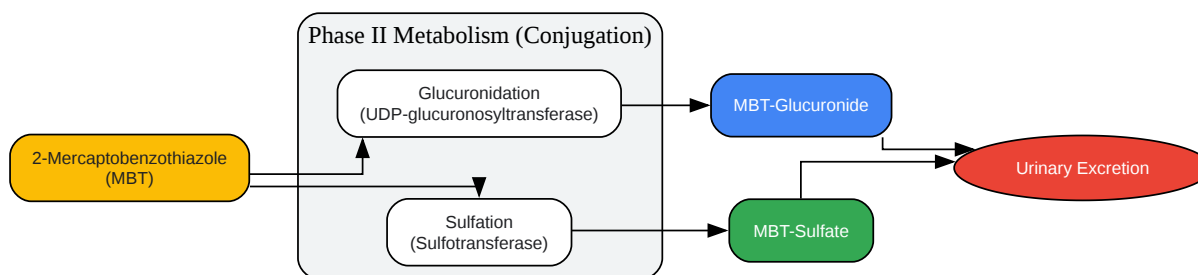 Phase II Metabolism (Conjugation)
Glucuronidation
(UDP-glucuronosyltransferase)
MBT-Glucuronide
2-Mercaptobenzothiazole
(MBT)
Urinary Excretion
Sulfation
(Sulfotransferase)
MBT-Sulfate